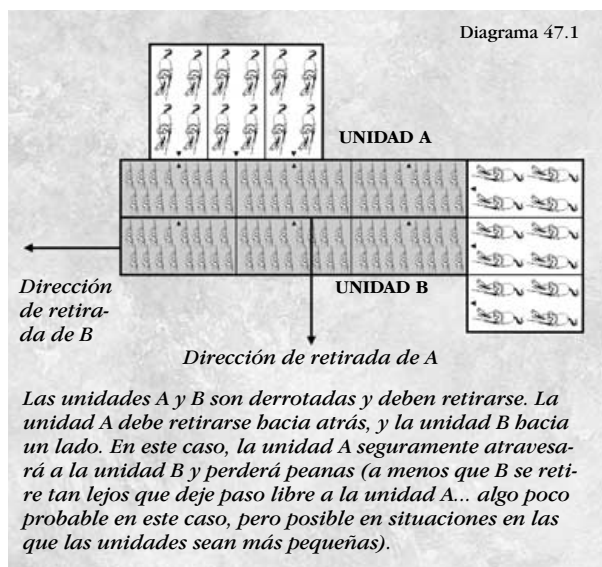 Diagrama 47.1
UNIDAD A
UNIDAD B
Dirección
de retira-
da de B
Dirección de retirada de A
Las unidades A y B son derrotadas y deben retirarse. La
unidad A debe retirarse hacia atrás, y la unidad B hacia
un lado. En este caso, la unidad A seguramente atravesa-
rá a la unidad B y perderá peanas (a menos que B se reti-
re tan lejos que deje paso libre a la unidad A... algo poco
probable en este caso, pero posible en situaciones en las
que las unidades sean más pequeñas).